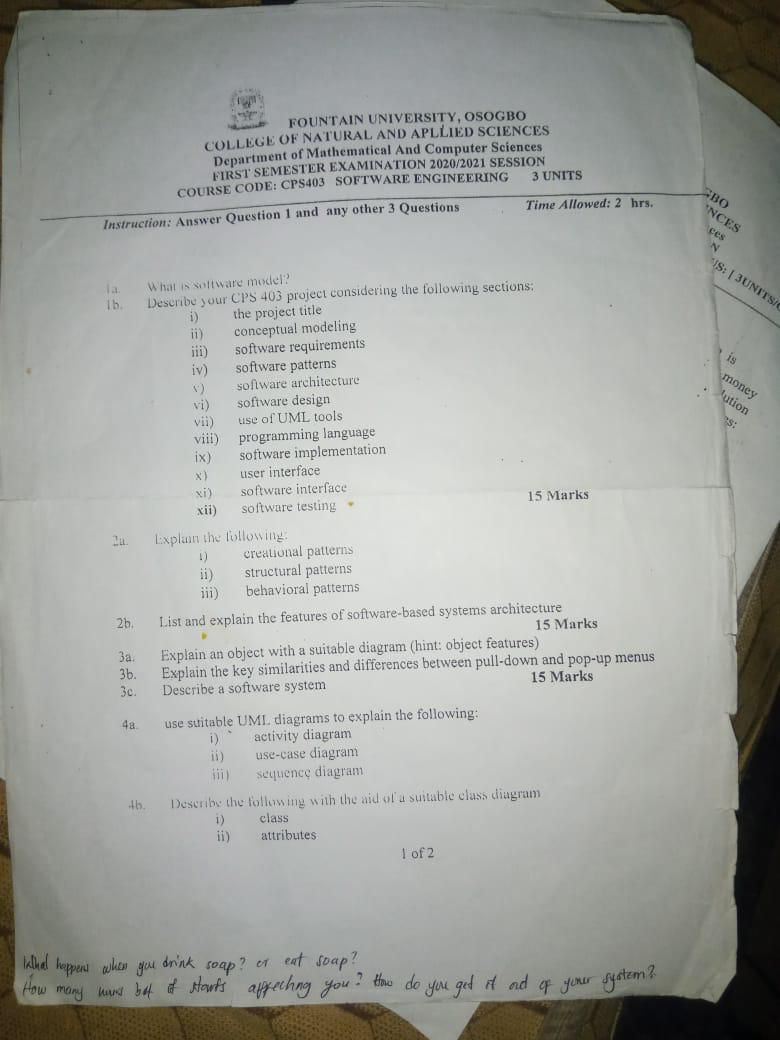 FOUNTAIN UNIVERSITY, OSOGBO
COLLEGE OF NATURAL AND APLLIED SCIENCES
Department of Mathematical And Computer Sciences
FIRST SEMESTER EXAMINATION 2020/2021 SESSION
COURSE CODE: CPS403 SOFTWARE ENGINEERING 3 UNITS
Instruction: Answer Question 1 and any other 3 Questions Time Allowed: 2 hrs.
1a. What is software model?
1b. Describe your CPS 403 project considering the following sections:
i) the project title
ii) conceptual modeling
iii) software requirements
iv) software patterns
v) software architecture
vi) software design
vii) use of UML tools
viii) programming language
ix) software implementation
x) user interface
xi) software interface
xii) software testing
15 Marks
2a. Explain the following:
i) creational patterns
ii) structural patterns
iii) behavioral patterns
2b. List and explain the features of software-based systems architecture
15 Marks
3a. Explain an object with a suitable diagram (hint: object features)
3b. Explain the key similarities and differences between pull-down and pop-up menus
3c. Describe a software system 15 Marks
4a. use suitable UML diagrams to explain the following:
i) activity diagram
ii) use-case diagram
iii) sequence diagram
4b. Describe the following with the aid of a suitable class diagram
i) class
ii) attributes
1 of 2
What happens when you drink soap? or eat soap?
How many hours b4 it starts affecting you? How do you get it out of your system?
GBO
NCES
ces
N
S: [ 3UNITS/
is
money
lution
es: